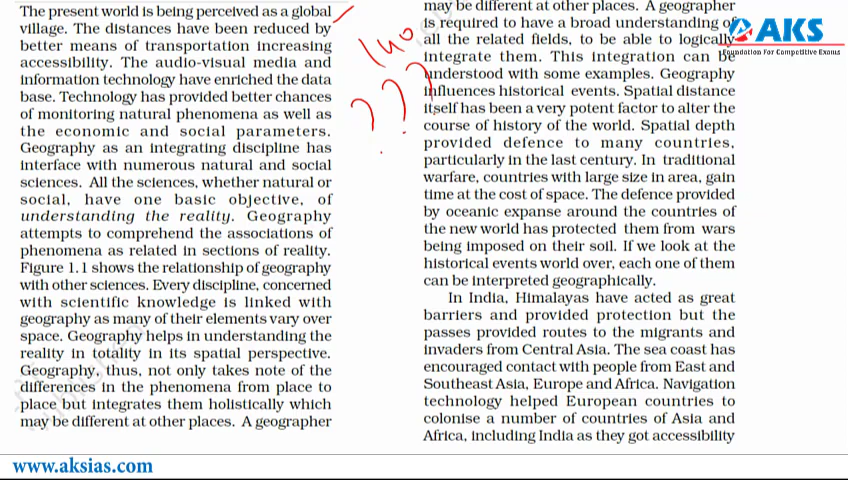 The present world is being perceived as a global
village. The distances have been reduced by
better means of transportation increasing
accessibility. The audio-visual media and
information technology have enriched the data
base. Technology has provided better chances
of monitoring natural phenomena as well as
the economic and social parameters.
Geography as an integrating discipline has
interface with numerous natural and social
sciences. All the sciences, whether natural or
social, have one basic objective, of
understanding the reality. Geography
attempts to comprehend the associations of
phenomena as related in sections of reality.
Figure 1.1 shows the relationship of geography
with other sciences. Every discipline, concerned
with scientific knowledge is linked with
geography as many of their elements vary over
space. Geography helps in understanding the
reality in totality in its spatial perspective.
Geography, thus, not only takes note of the
differences in the phenomena from place to
place but integrates them holistically which
may be different at other places. A geographer
???
may be different at other places. A geographer
is required to have a broad understanding of
all the related fields, to be able to logically
integrate them. This integration can be
understood with some examples. Geography
influences historical events. Spatial distance
itself has been a very potent factor to alter the
course of history of the world. Spatial depth
provided defence to many countries,
particularly in the last century. In traditional
warfare, countries with large size in area, gain
time at the cost of space. The defence provided
by oceanic expanse around the countries of
the new world has protected them from wars
being imposed on their soil. If we look at the
historical events world over, each one of them
can be interpreted geographically.
In India, Himalayas have acted as great
barriers and provided protection but the
passes provided routes to the migrants and
invaders from Central Asia. The sea coast has
encouraged contact with people from East and
Southeast Asia, Europe and Africa. Navigation
technology helped European countries to
colonise a number of countries of Asia and
Africa, including India as they got accessibility
AKS
Foundation For Competitive Exams
www.aksias.com